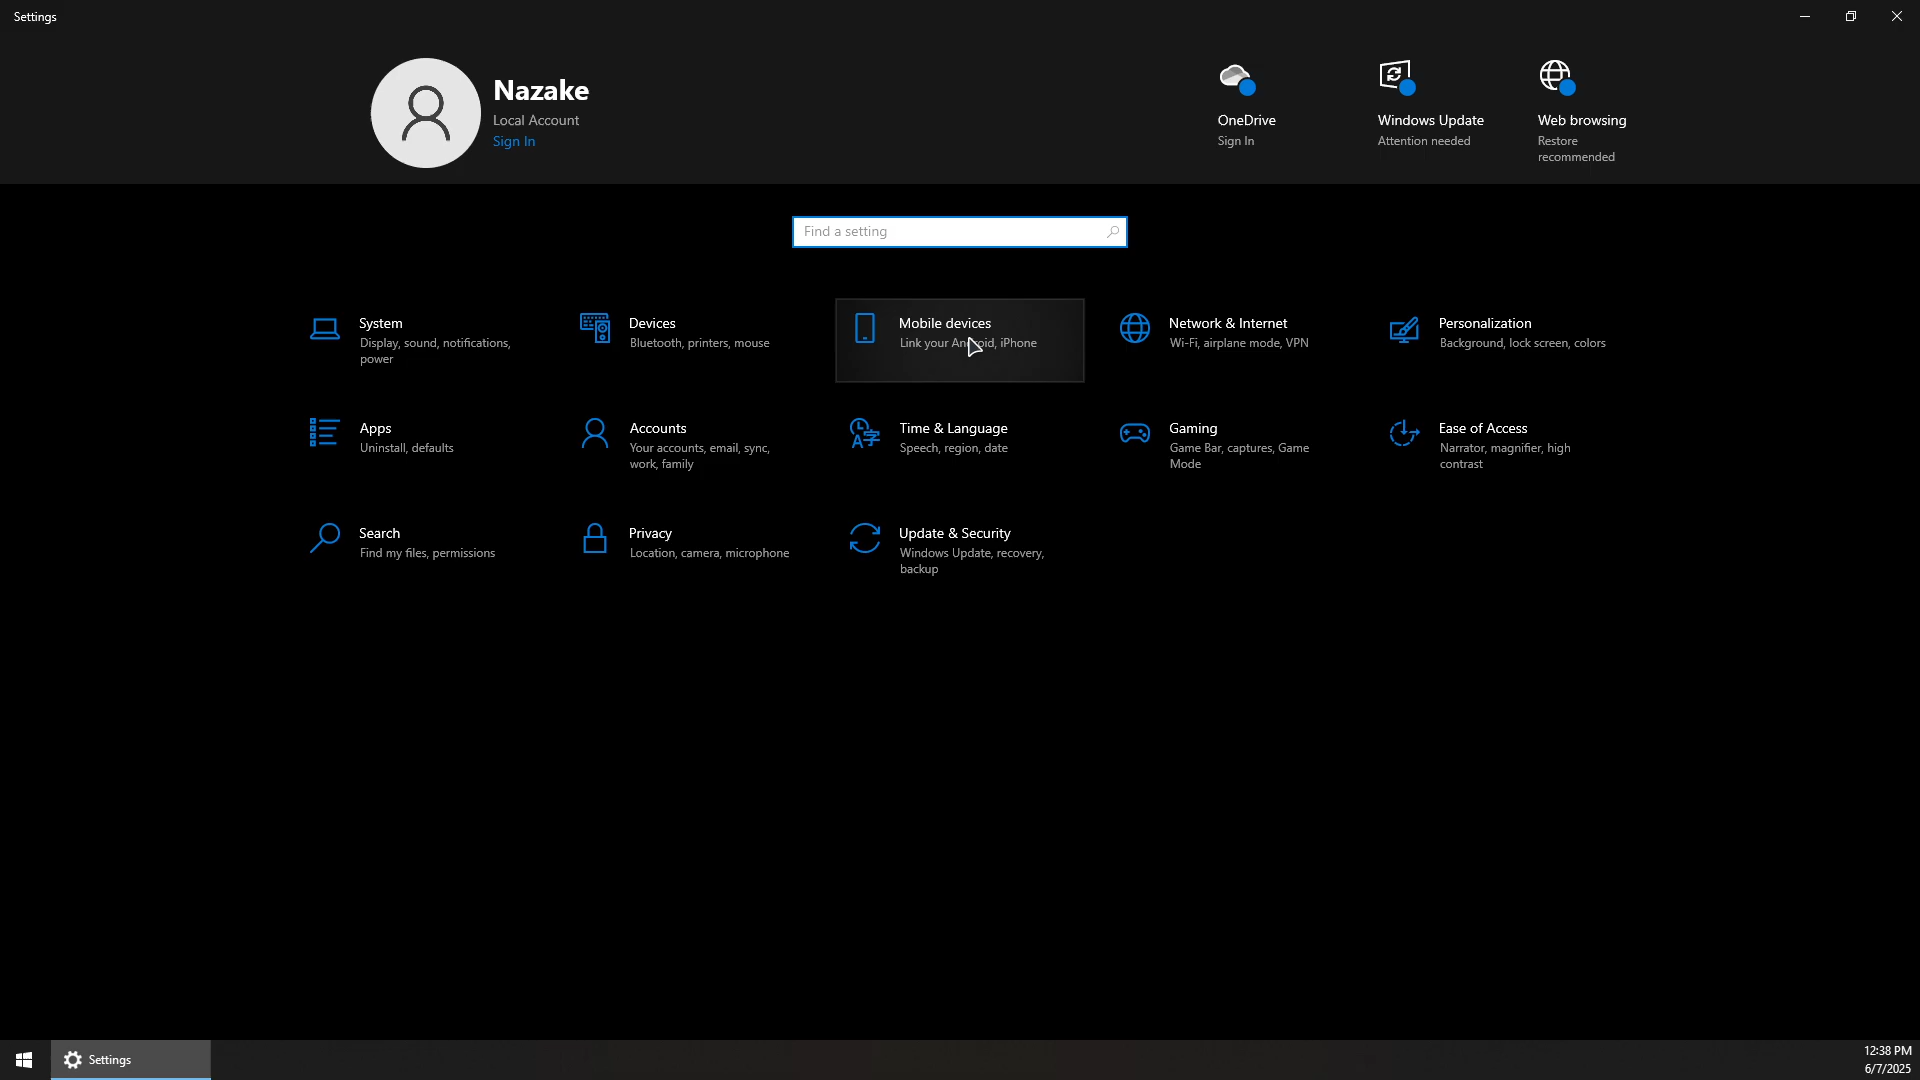 Settings
Nazake
Local Account
Sign In
OneDrive
Sign In
Windows Update
Attention needed
Web browsing
Restore
recommended
Find a setting
System
Display, sound, notifications,
power
Devices
Bluetooth, printers, mouse
Mobile devices
Link your Android, iPhone
Network & Internet
Wi-Fi, airplane mode, VPN
Personalization
Background, lock screen, colors
Apps
Uninstall, defaults
Accounts
Your accounts, email, sync,
work, family
Time & Language
Speech, region, date
Gaming
Game Bar, captures, Game
Mode
Ease of Access
Narrator, magnifier, high
contrast
Search
Find my files, permissions
Privacy
Location, camera, microphone
Update & Security
Windows Update, recovery,
backup
Settings
12:38 PM
6/7/2025